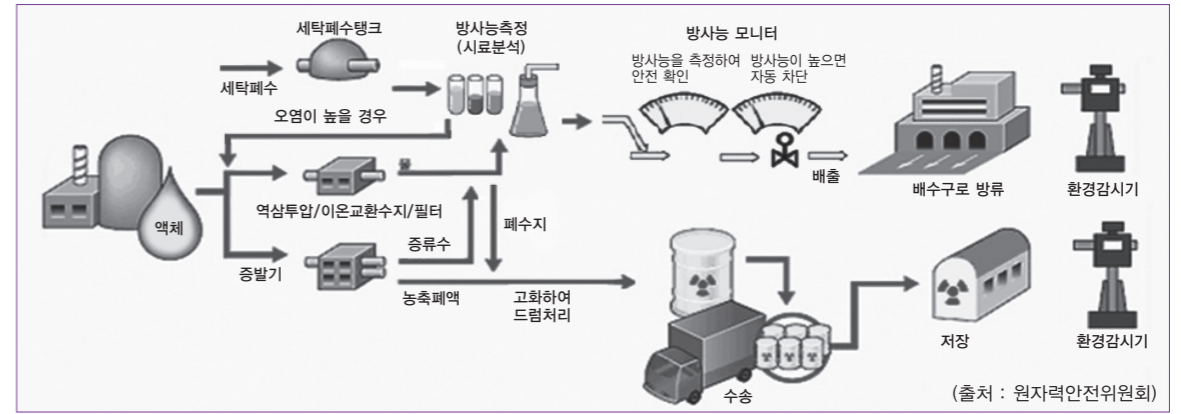 세탁폐수탱크
방사능측정
(시료분석)
방사능 모니터
방사능을 측정하여
안전 확인
방사능이 높으면
자동 차단
세탁폐수
오염이 높을 경우
물
배출
배수구로 방류
환경감시기
액체
역삼투압/이온교환수지/필터
폐수지
증류수
증발기
농축폐액
고화하여
드럼처리
수송
저장
환경감시기
(출처 : 원자력안전위원회)